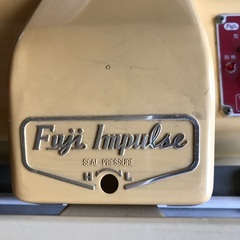 Fuji Impulse
SEAL PRESSURE
H L